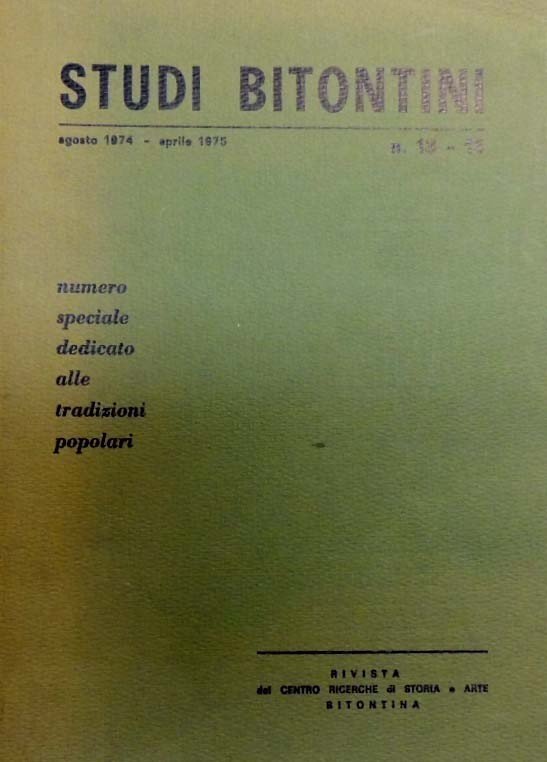 STUDI BITONTINI
agosto 1974 - aprile 1975
n.
numero
speciale
dedicato
alle
tradizioni
popolari
RIVISTA
del CENTRO RICERCHE di STORIA e ARTE
BITONTINA